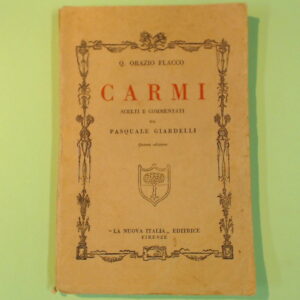 Q. ORAZIO FLACCO
CARMI
SCELTI E COMMENTATI
DA
PASQUALE GIARDELLI
"LA NUOVA ITALIA„ EDITRICE
FIRENZE